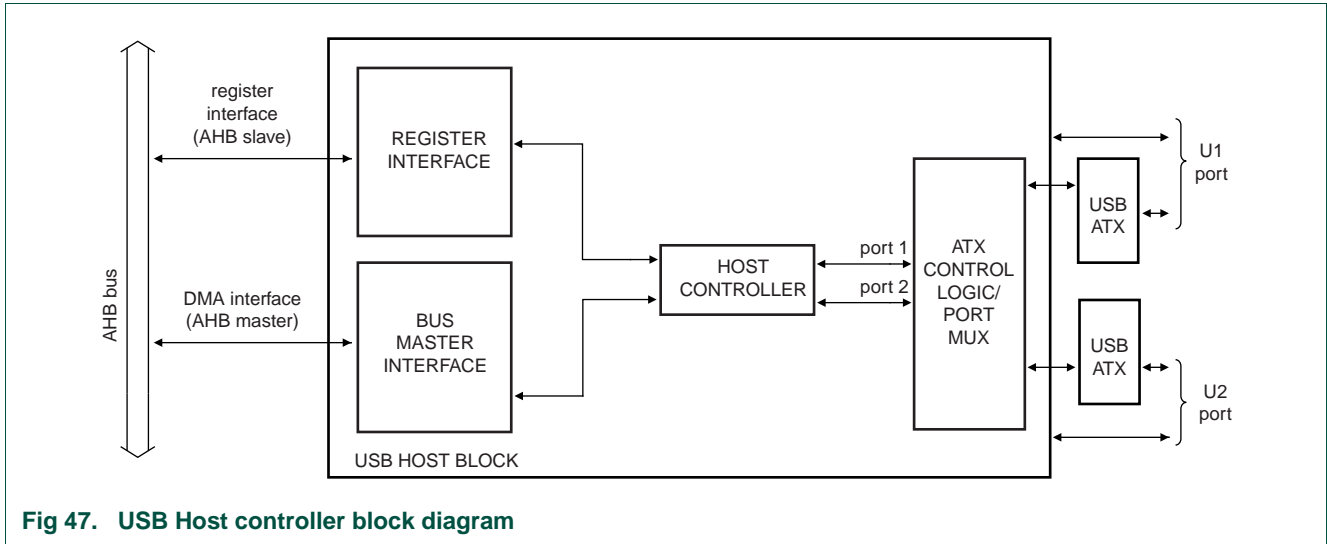 register
interface
(AHB slave)
REGISTER
INTERFACE
AHB bus
DMA interface
(AHB master)
BUS
MASTER
INTERFACE
USB HOST BLOCK
HOST
CONTROLLER
port 1
port 2
ATX
CONTROL
LOGIC/
PORT
MUX
USB
ATX
U1
port
USB
ATX
U2
port
Fig 47. USB Host controller block diagram